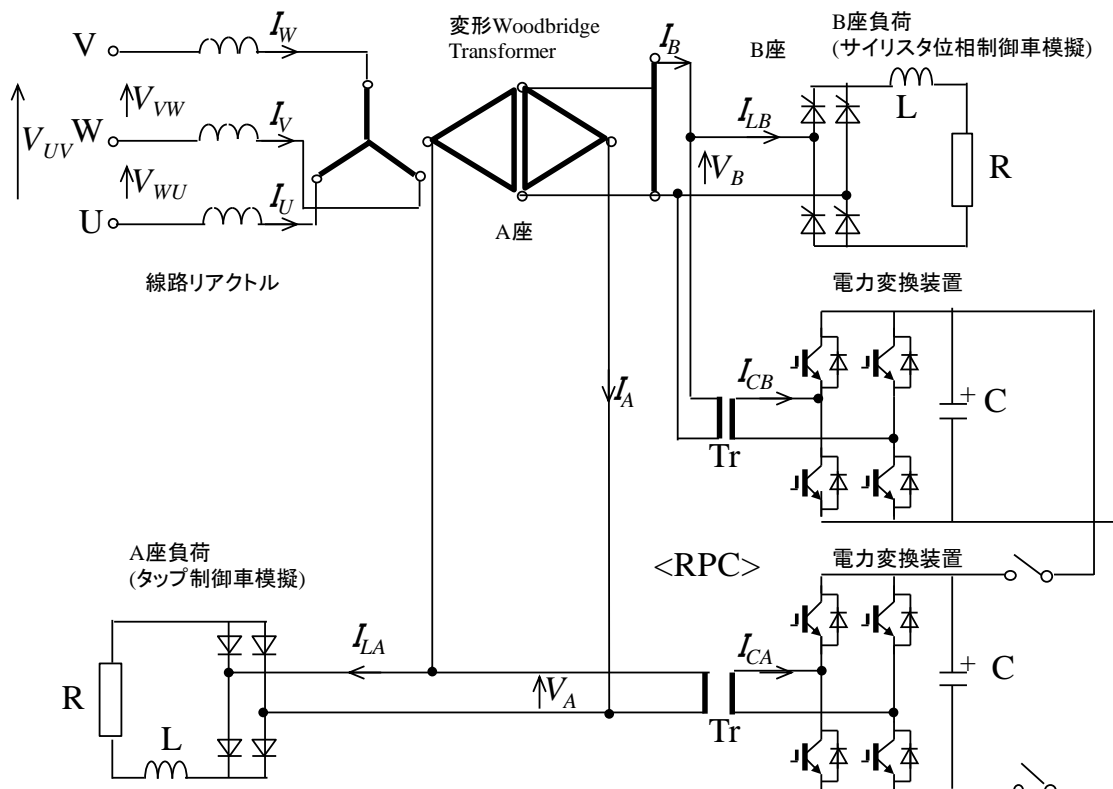 V
I_W
V_VW
V_UV
W
I_V
V_WU
U
I_U
線路リアクトル
変形Woodbridge
Transformer
A座
I_B
B座
V_B
I_LB
B座負荷
(サイリスタ位相制御車模擬)
L
R
I_A
電力変換装置
I_CB
Tr
+
C
<RPC>
電力変換装置
I_CA
Tr
+
C
A座負荷
(タップ制御車模擬)
I_LA
V_A
R
L